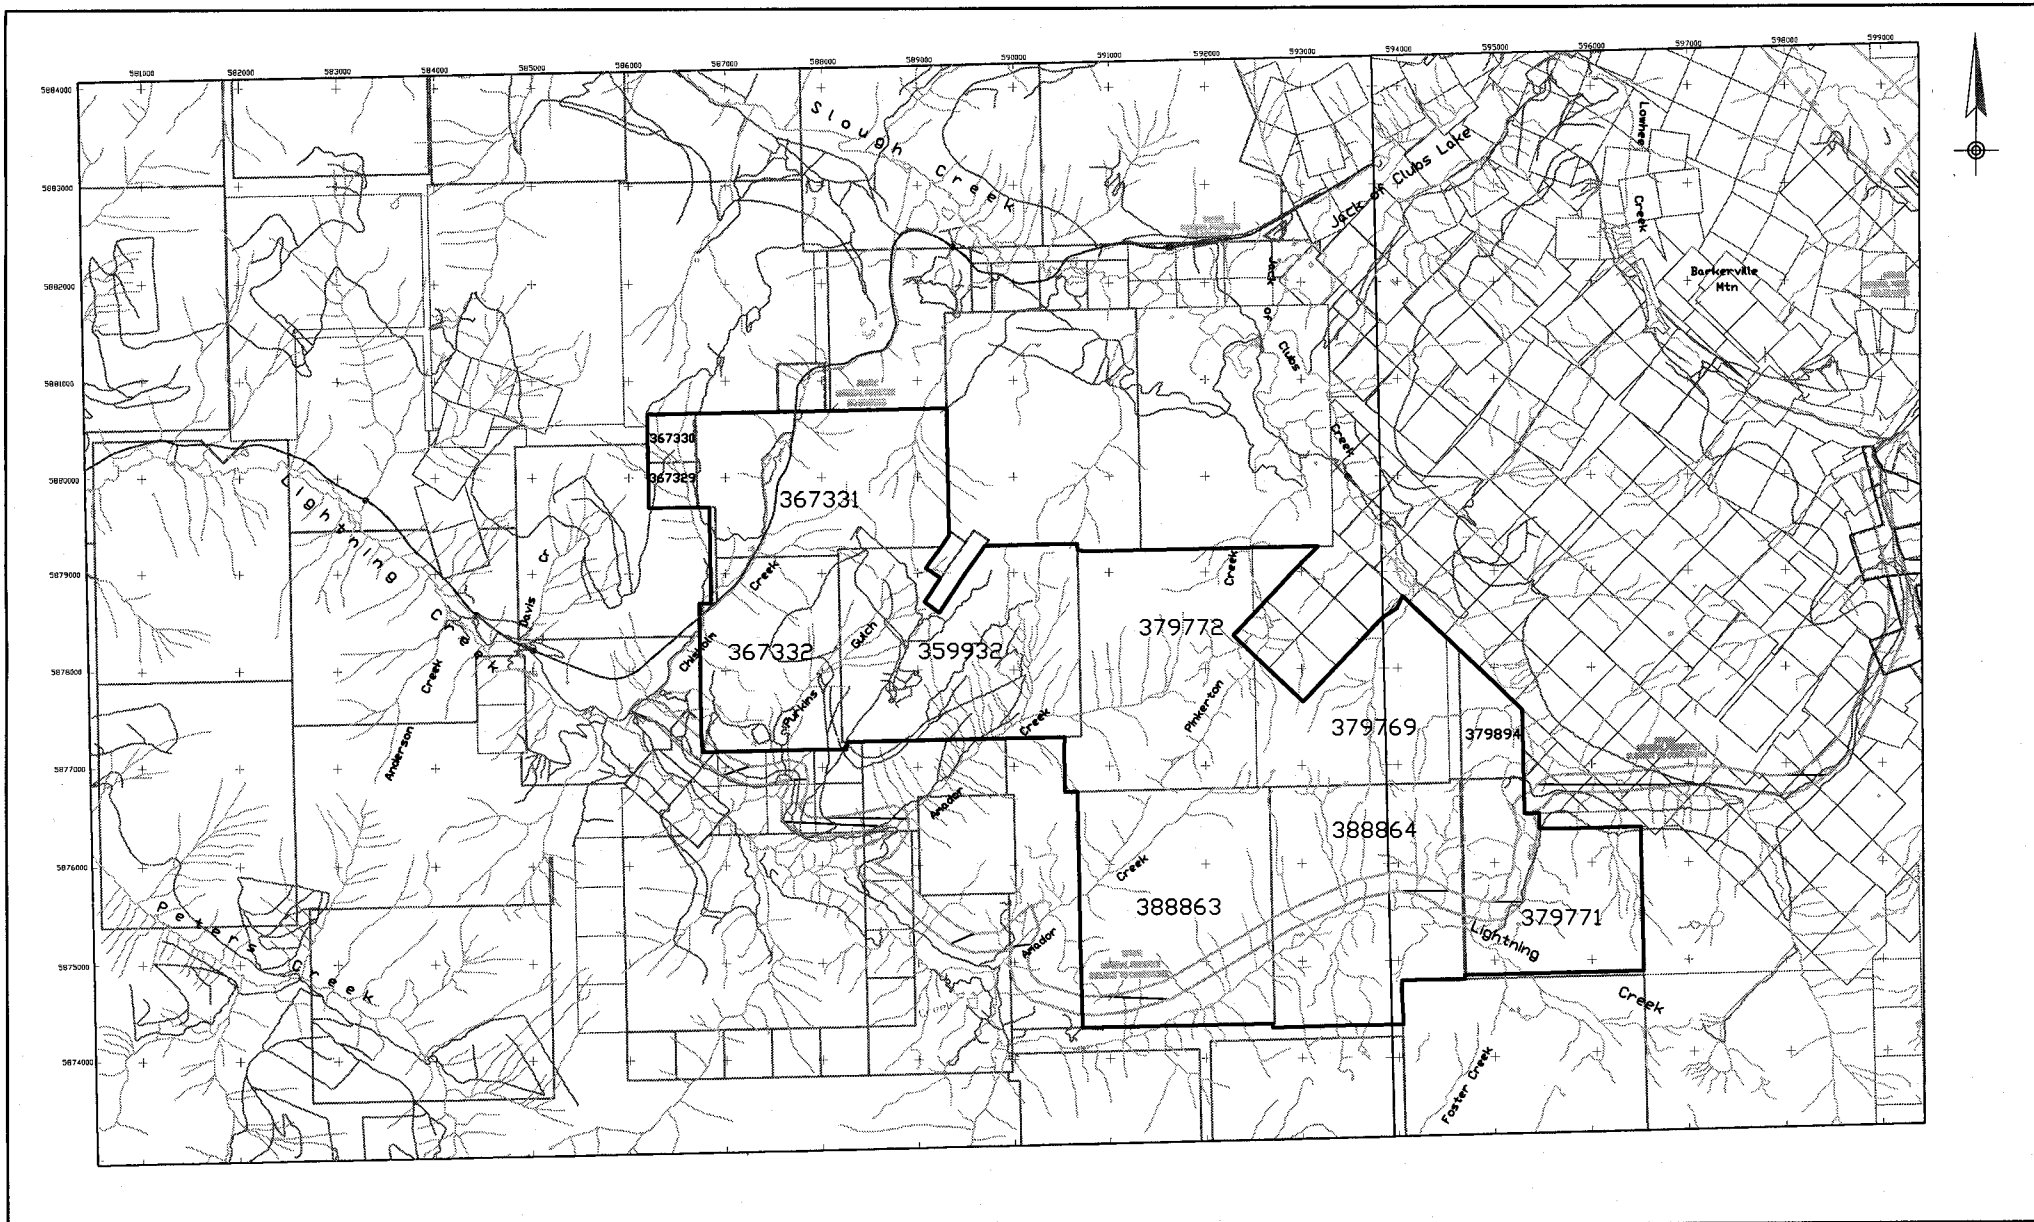 581000 582000 583000 584000 585000 586000 587000 588000 589000 590000 591000 592000 593000 594000 595000 596000 597000 598000 599000
5884000
5883000
5882000
5881000
5880000
5879000
5878000
5877000
5876000
5875000
5874000
Slough Creek
Jack of Clubs Lake
Lowhee
Creek
Barkerville
Mtn
Jack of Clubs
Creek
367330
367329
367331
Lightning Creek
Davis Cr
Creek
Chisholm
367332
Gulch
Purkins
359932
Creek
Amador
379772
Creek
Pinkerton
379769
379894
Creek
Anderson
388864
Creek
388863
Amador
379771
Lightning
Creek
Peters Creek
Foster Creek